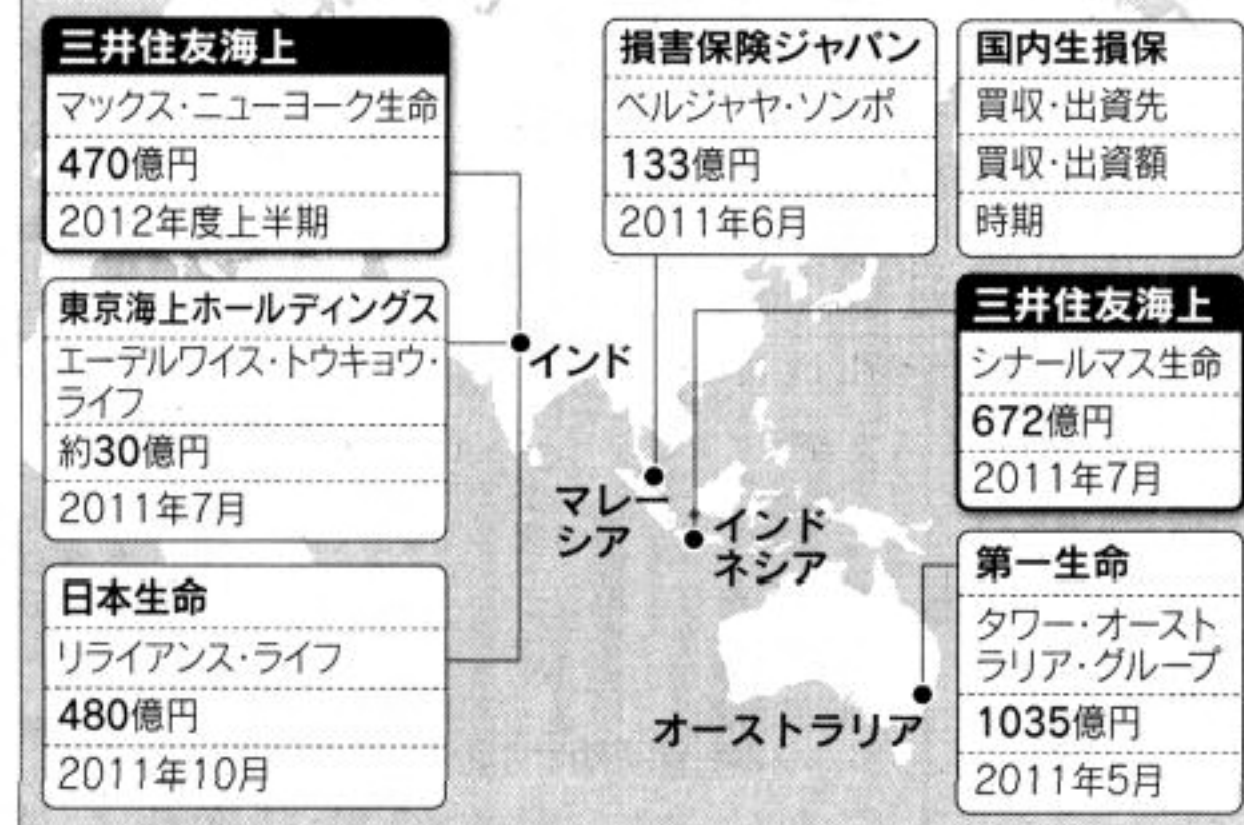 三井住友海上
マックス・ニューヨーク生命
470億円
2012年度上半期
東京海上ホールディングス
エーデルワイス・トウキョウ・
ライフ
約30億円
2011年7月
日本生命
リライアンス・ライフ
480億円
2011年10月
インド
損害保険ジャパン
ベルジャヤ・ソンポ
133億円
2011年6月
マレー
シア
国内生損保
買収・出資先
買収・出資額
時期
三井住友海上
シナールマス生命
672億円
2011年7月
インド
ネシア
第一生命
タワー・オースト
ラリア・グループ
1035億円
2011年5月
オーストラリア